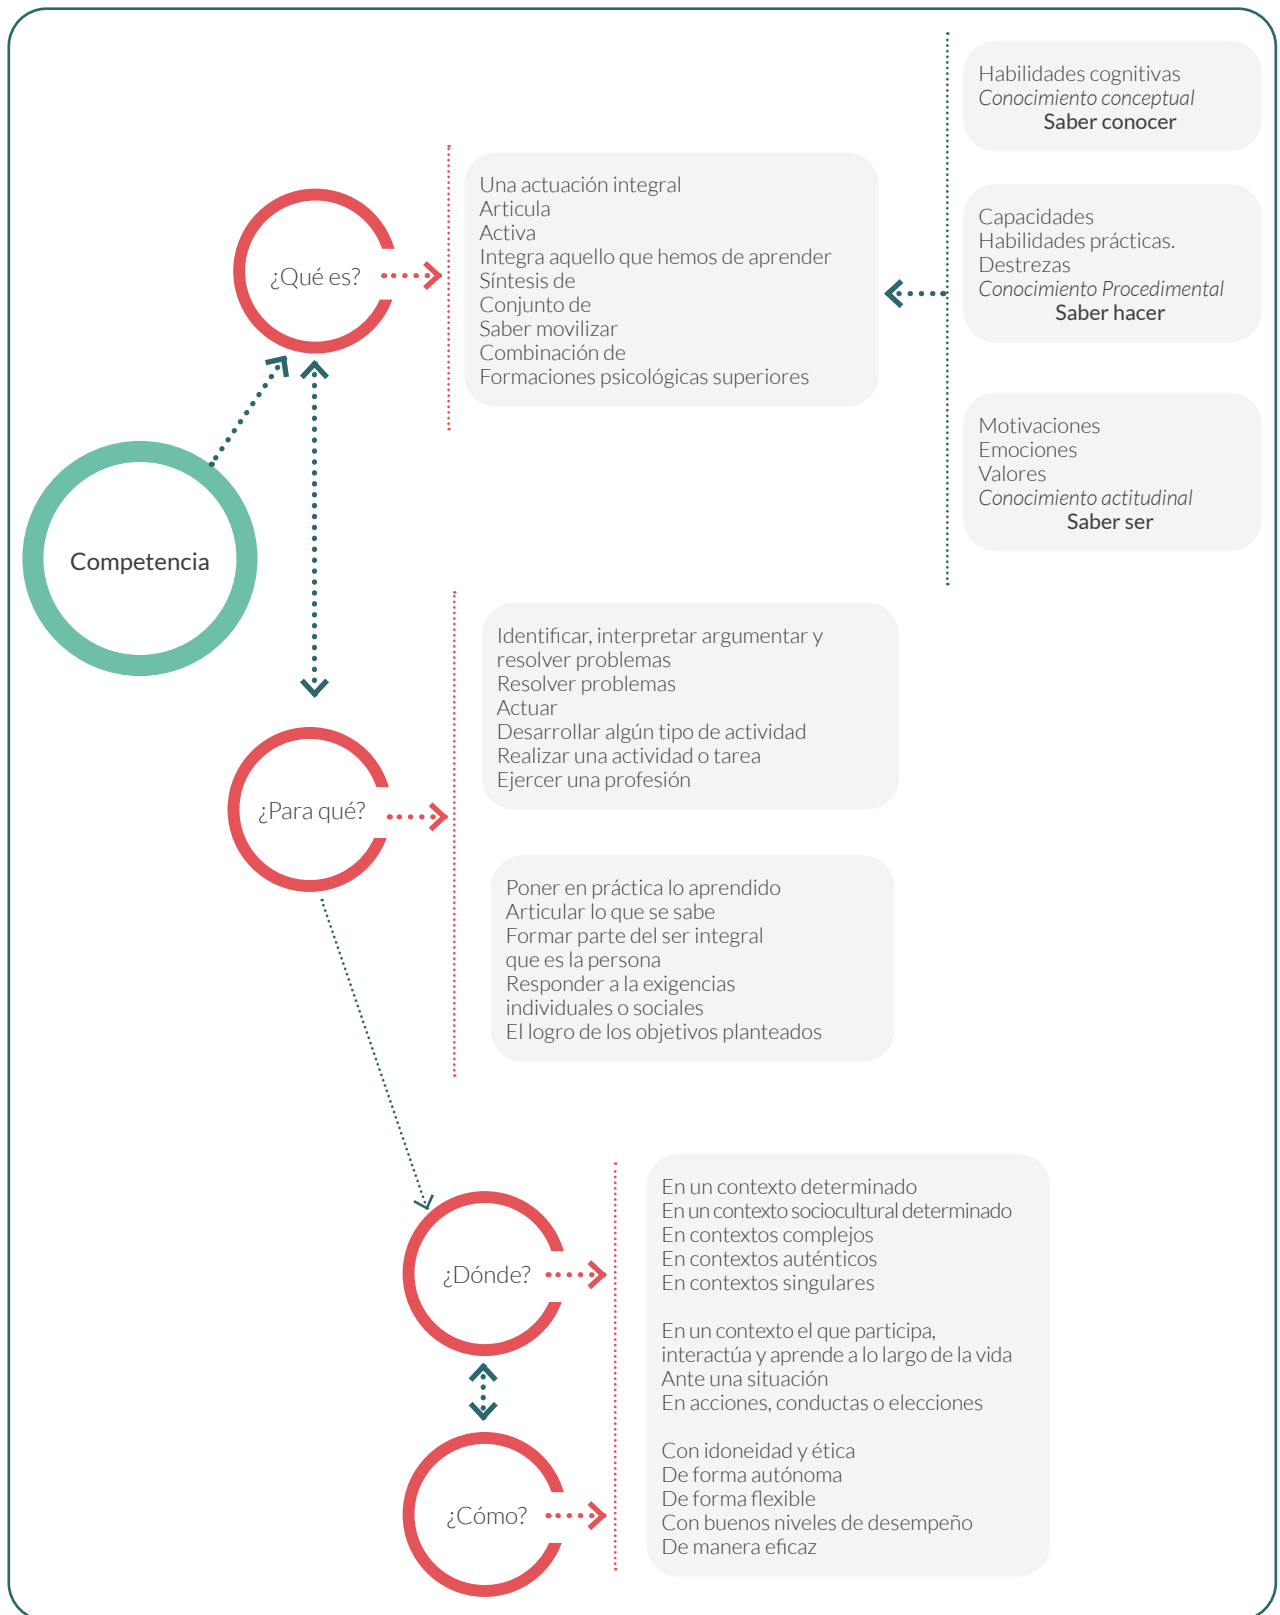 Competencia
¿Qué es?
Una actuación integral
Articula
Activa
Integra aquello que hemos de aprender
Síntesis de
Conjunto de
Saber movilizar
Combinación de
Formaciones psicológicas superiores
Habilidades cognitivas
Conocimiento conceptual
Saber conocer
Capacidades
Habilidades prácticas.
Destrezas
Conocimiento Procedimental
Saber hacer
Motivaciones
Emociones
Valores
Conocimiento actitudinal
Saber ser
¿Para qué?
Identificar, interpretar argumentar y
resolver problemas
Resolver problemas
Actuar
Desarrollar algún tipo de actividad
Realizar una actividad o tarea
Ejercer una profesión
Poner en práctica lo aprendido
Articular lo que se sabe
Formar parte del ser integral
que es la persona
Responder a la exigencias
individuales o sociales
El logro de los objetivos planteados
¿Dónde?
En un contexto determinado
En un contexto sociocultural determinado
En contextos complejos
En contextos auténticos
En contextos singulares
En un contexto el que participa,
interactúa y aprende a lo largo de la vida
Ante una situación
En acciones, conductas o elecciones
¿Cómo?
Con idoneidad y ética
De forma autónoma
De forma flexible
Con buenos niveles de desempeño
De manera eficaz